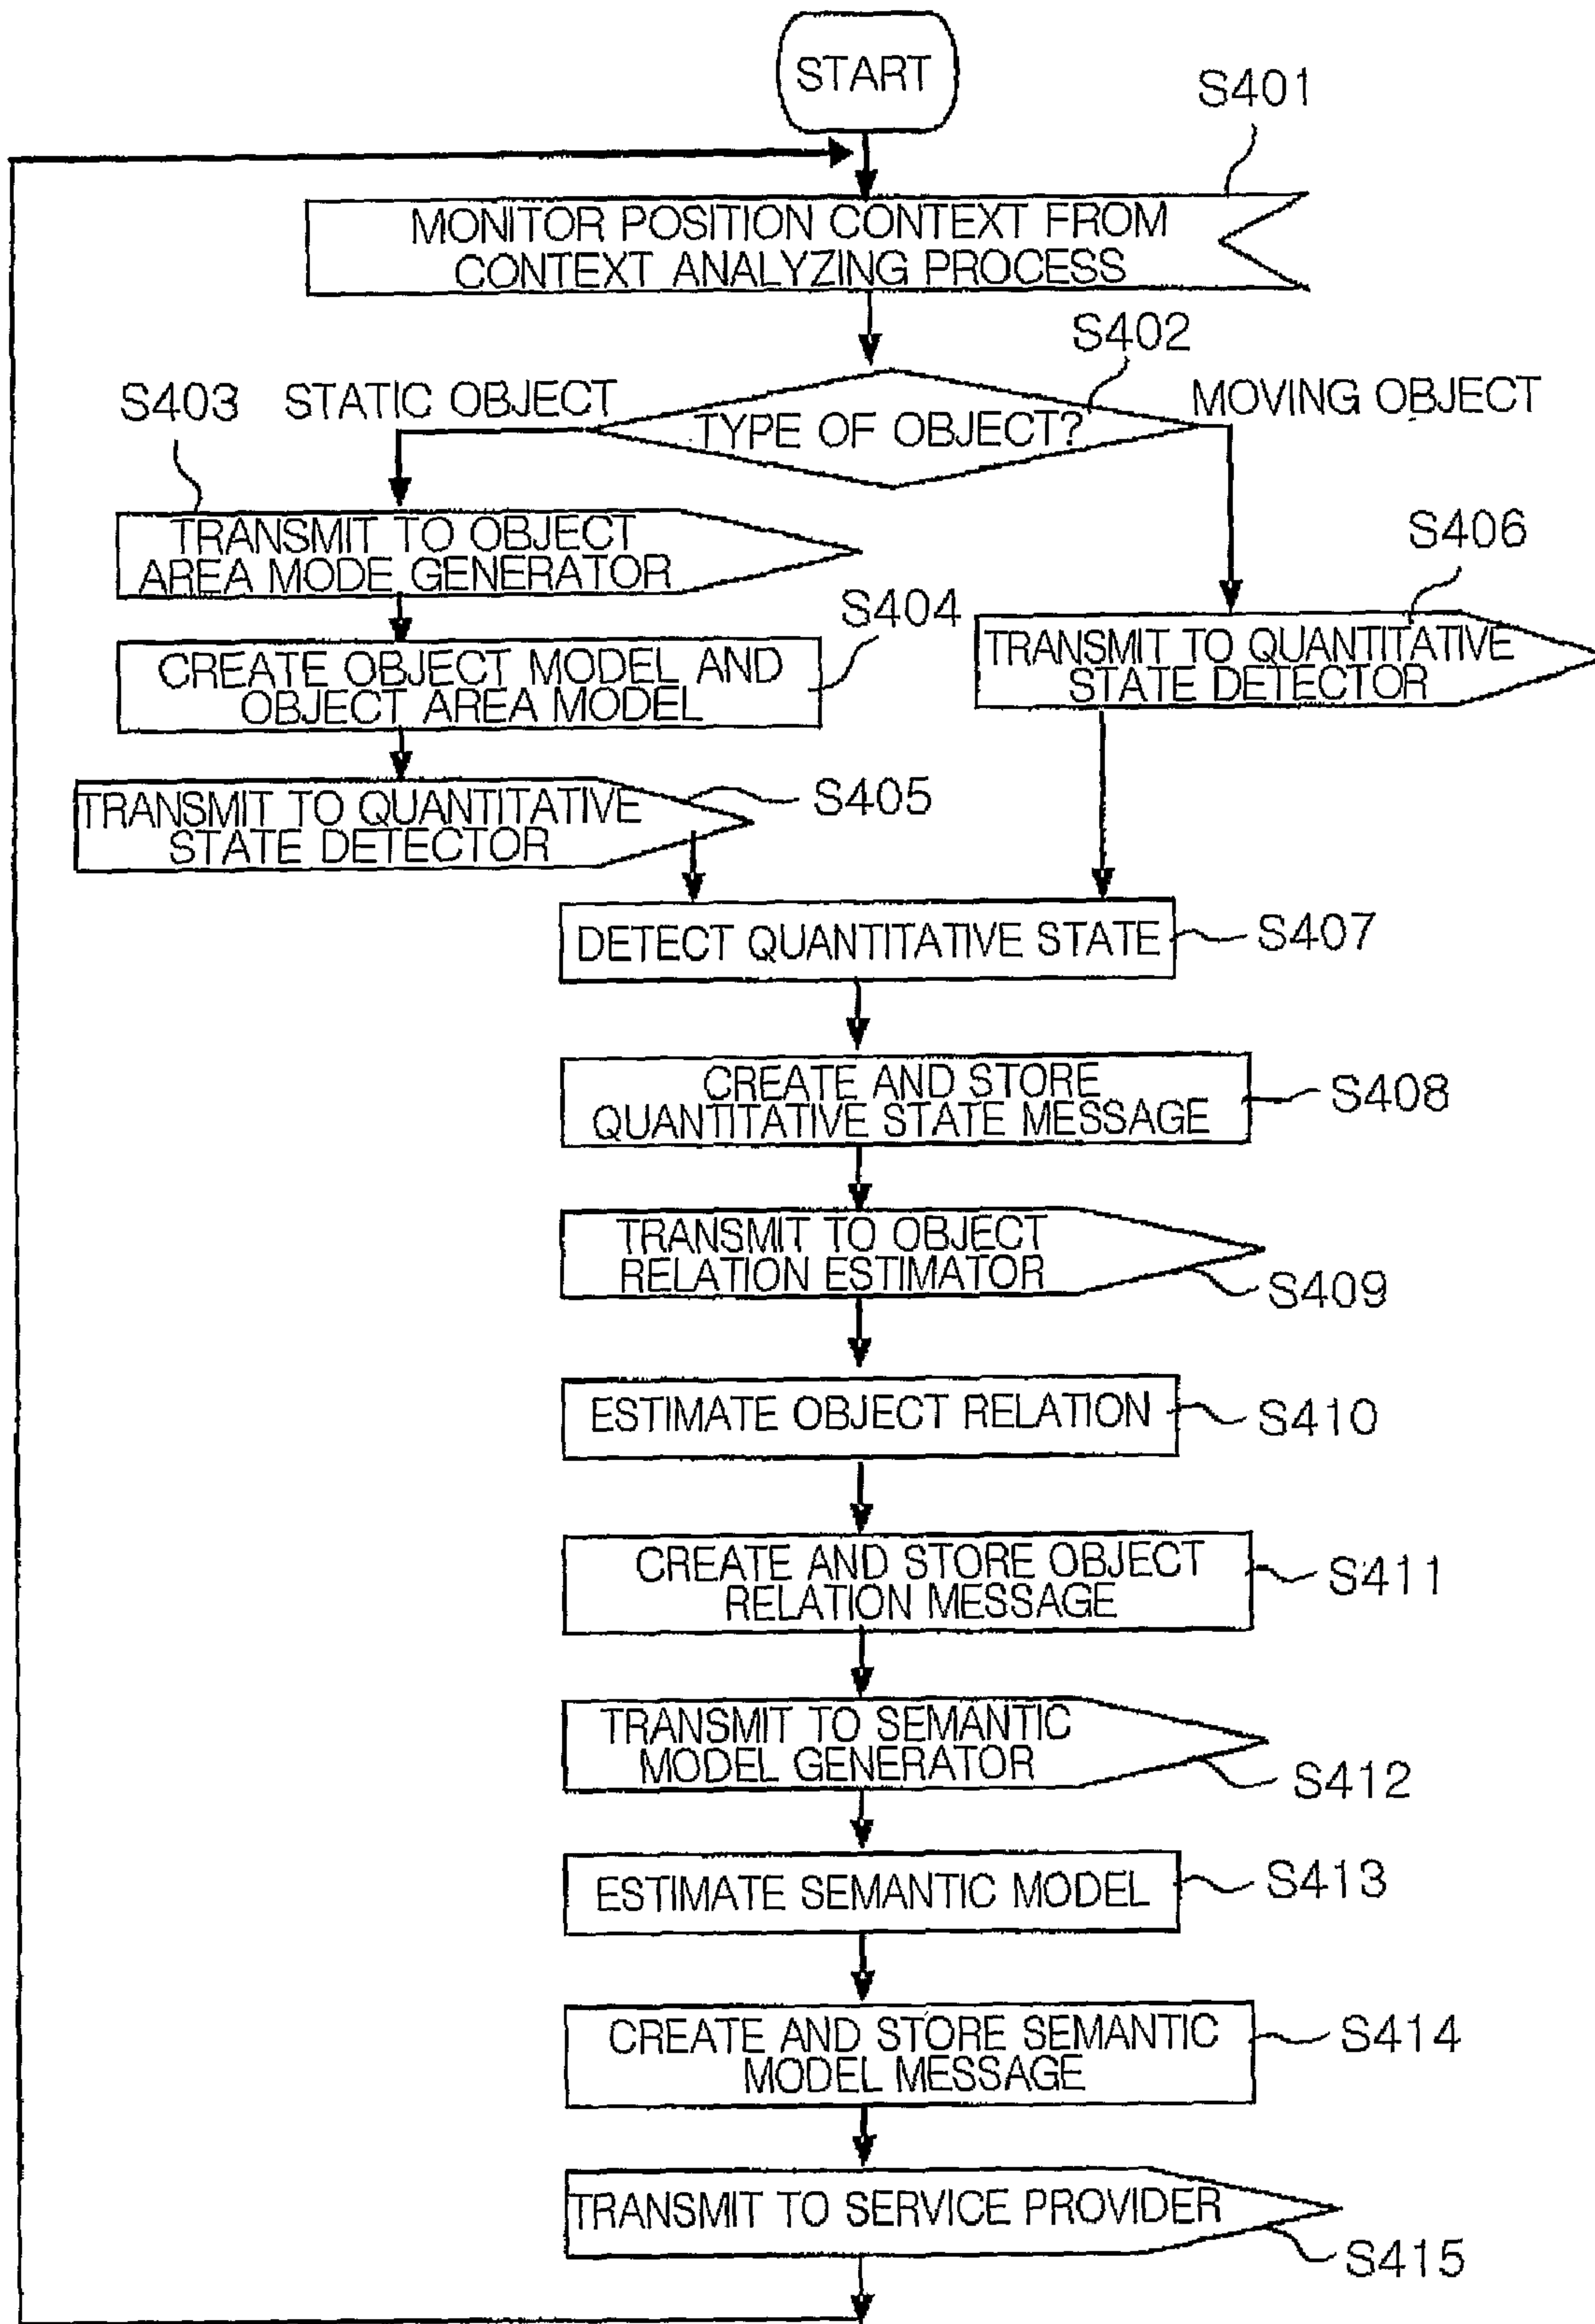 START
S401
MONITOR POSITION CONTEXT FROM
CONTEXT ANALYZING PROCESS
S402
S403
STATIC OBJECT
MOVING OBJECT
TYPE OF OBJECT?
TRANSMIT TO OBJECT
AREA MODE GENERATOR
S406
S404
TRANSMIT TO QUANTITATIVE
STATE DETECTOR
CREATE OBJECT MODEL AND
OBJECT AREA MODEL
TRANSMIT TO QUANTITATIVE
STATE DETECTOR
S405
DETECT QUANTITATIVE STATE
S407
CREATE AND STORE
QUANTITATIVE STATE MESSAGE
S408
TRANSMIT TO OBJECT
RELATION ESTIMATOR
S409
ESTIMATE OBJECT RELATION
S410
CREATE AND STORE OBJECT
RELATION MESSAGE
S411
TRANSMIT TO SEMANTIC
MODEL GENERATOR
S412
ESTIMATE SEMANTIC MODEL
S413
CREATE AND STORE SEMANTIC
MODEL MESSAGE
S414
TRANSMIT TO SERVICE PROVIDER
S415